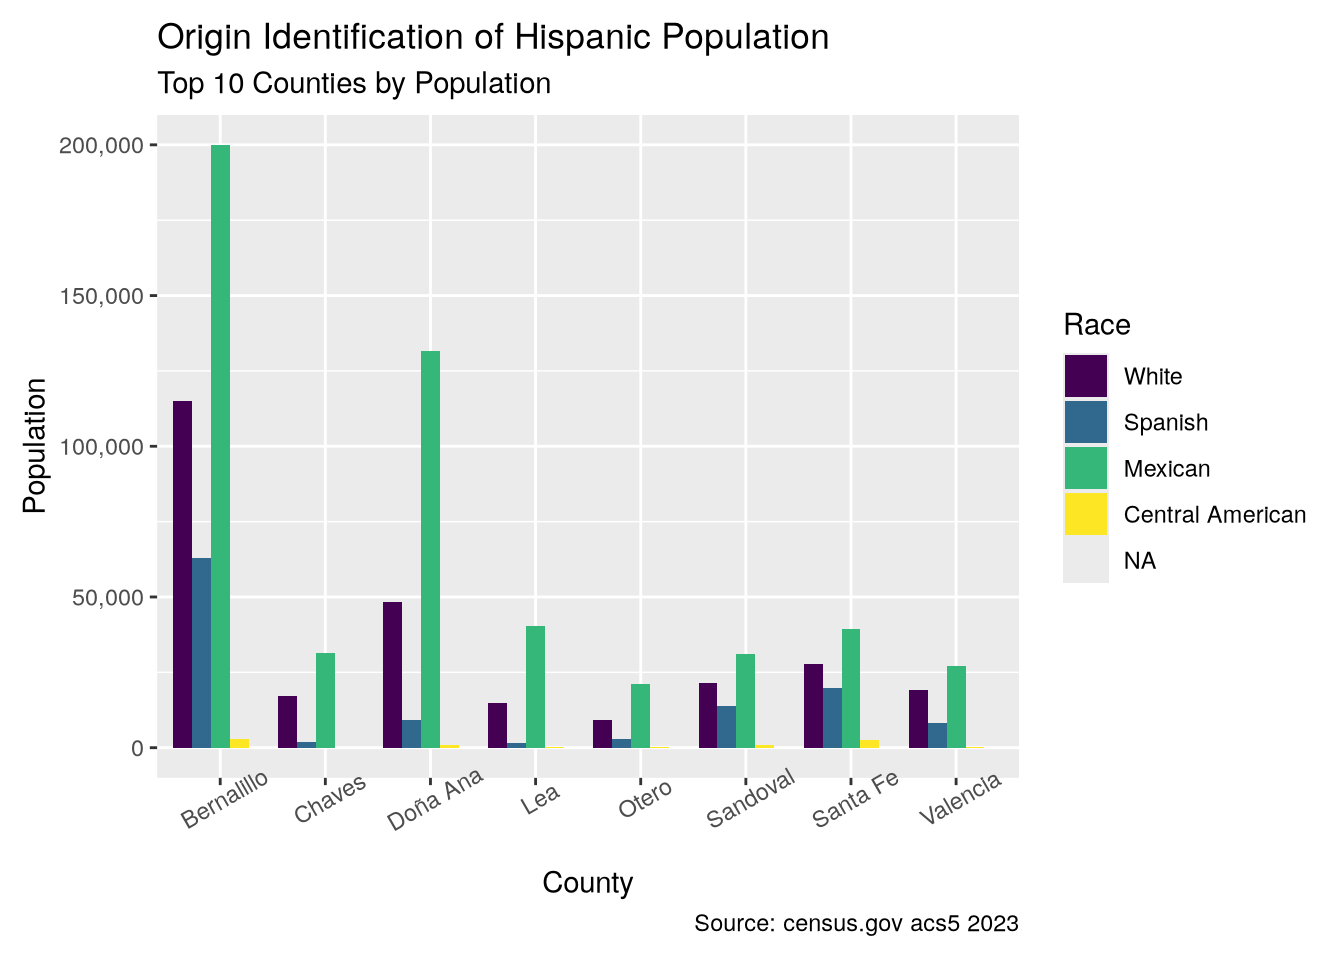 Origin Identification of Hispanic Population
Top 10 Counties by Population
200,000
150,000
100,000
50,000
0
Population
Bernalillo
Chaves
Doña Ana
Lea
Otero
Sandoval
Santa Fe
Valencia
County
Race
White
Spanish
Mexican
Central American
NA
Source: census.gov acs5 2023